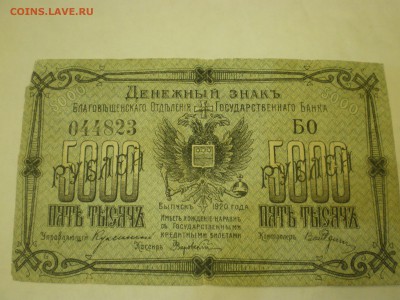 COINS.LAVE.RU
Денежный знакъ
Благовѣщенскаго Отдѣленія Государственнаго Банка
5000 5000
044823 БО
5000 5000
РУБЛЕЙ РУБЛЕЙ
Выпускъ 1920 года
ПЯТЬ ТЫСЯЧЪ ПЯТЬ ТЫСЯЧЪ
Имѣетъ хожденіе наравнѣ
съ Государственными
кредитными билетами
Управляющій
Кассиръ
Контролеръ